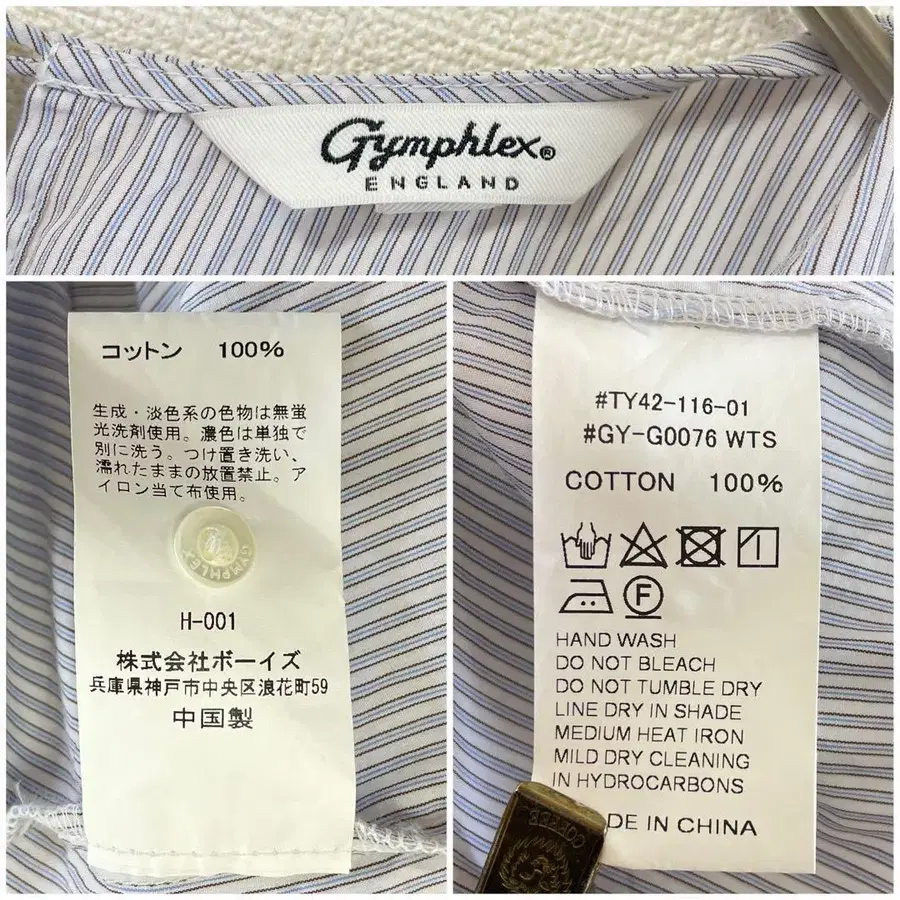 Gymphlex®
ENGLAND
コットン 100%
生成・淡色系の色物は無蛍
光洗剤使用。濃色は単独で
別に洗う。つけ置き洗い、
濡れたままの放置禁止。ア
イロン当て布使用。
GYMPHLEX
H-001
株式会社ボーイズ
兵庫県神戸市中央区浪花町59
中国製
#TY42-116-01
#GY-G0076 WTS
COTTON 100%
F
HAND WASH
DO NOT BLEACH
DO NOT TUMBLE DRY
LINE DRY IN SHADE
MEDIUM HEAT IRON
MILD DRY CLEANING
IN HYDROCARBONS
DE IN CHINA
COFFEE